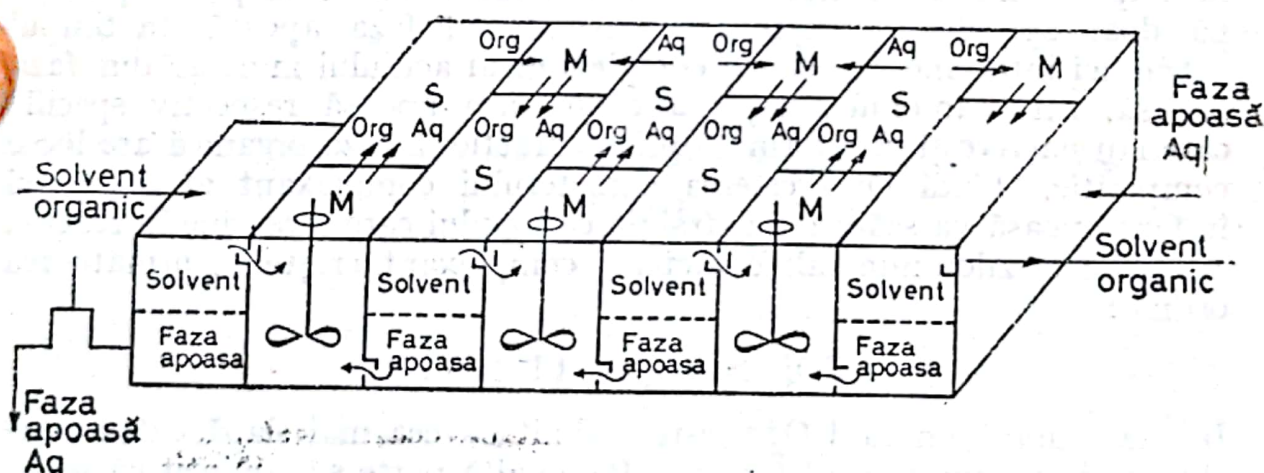 Org Aq Org Aq Org
M M M
S S S
Faza
apoasă
Aq
Org Aq Org Aq Org Aq Org Aq Org Aq
S S
Solvent
organic
M M M
Solvent Solvent Solvent Solvent
organic
Faza
apoasa
Faza
apoasa
Faza
apoasa
Faza
apoasa
Faza
apoasă
Aq